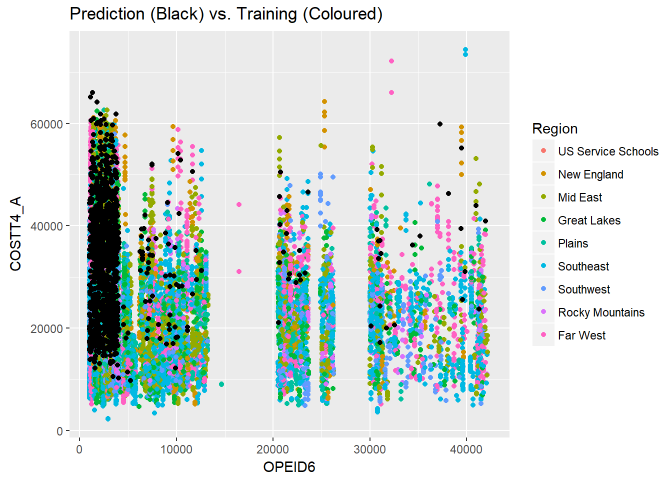 Prediction (Black) vs. Training (Coloured)
60000
40000
20000
0
COSTT4_A
0
10000
20000
30000
40000
OPEID6
Region
US Service Schools
New England
Mid East
Great Lakes
Plains
Southeast
Southwest
Rocky Mountains
Far West